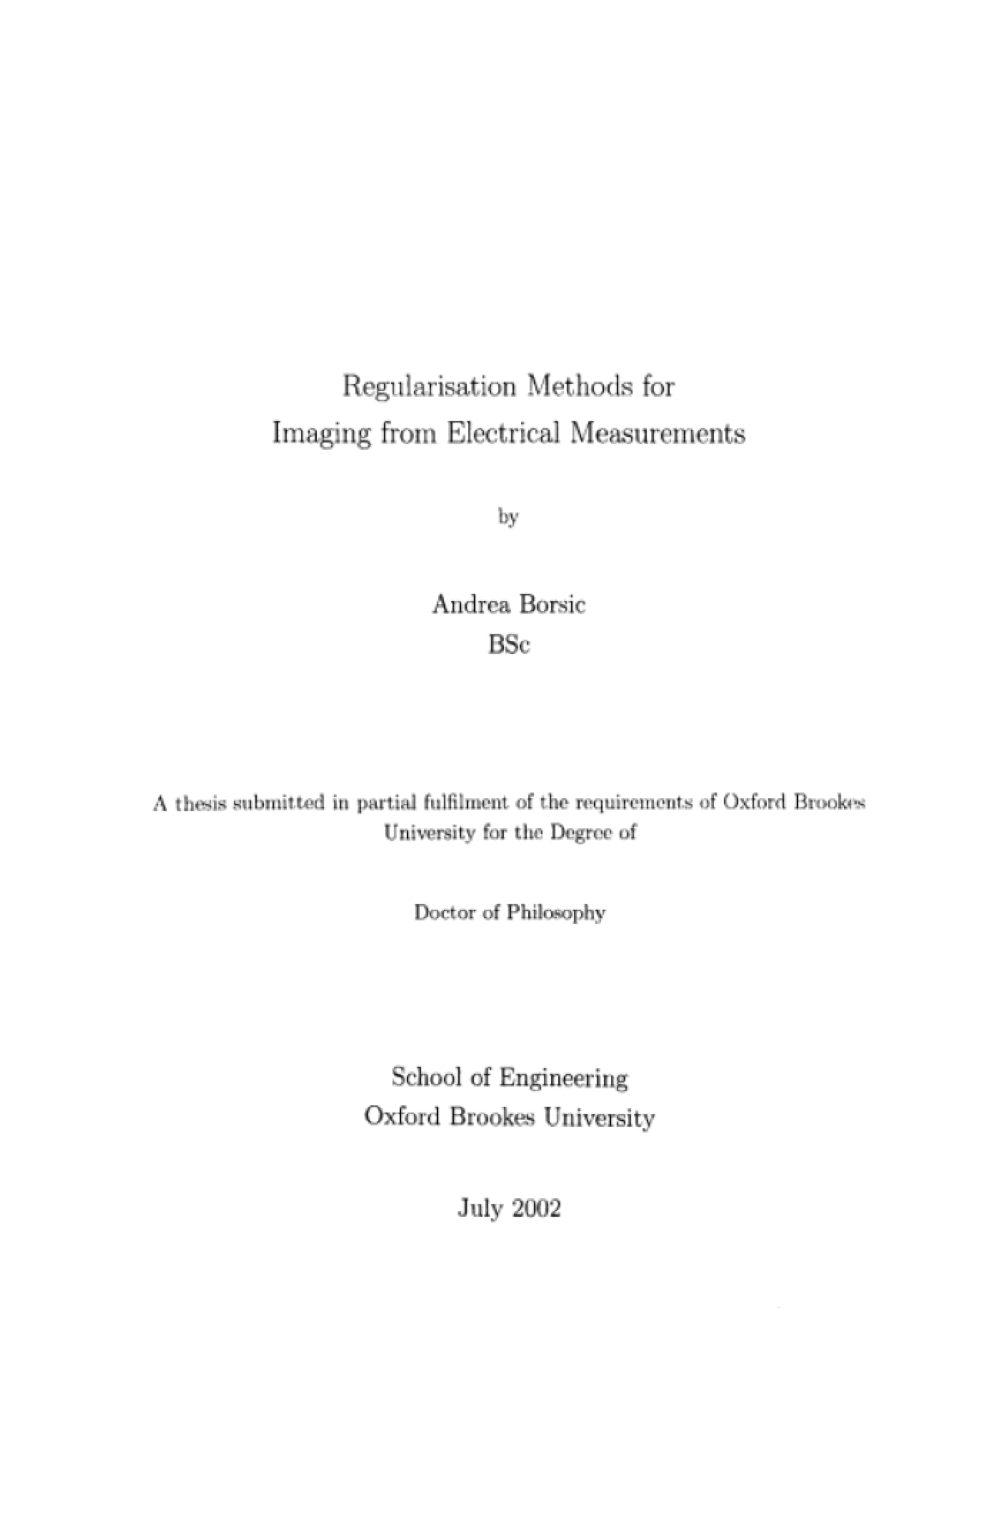 Regularisation Methods for
Imaging from Electrical Measurements
by
Andrea Borsic
BSc
A thesis submitted in partial fulfilment of the requirements of Oxford Brookes
University for the Degree of
Doctor of Philosophy
School of Engineering
Oxford Brookes University
July 2002